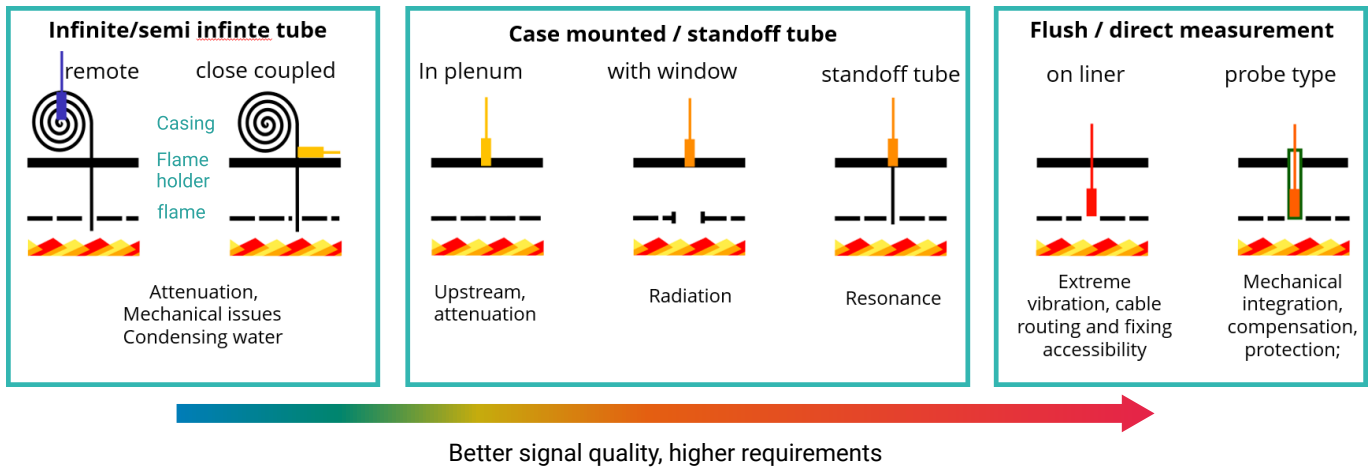 Infinite/semi infinte tube
remote
close coupled
Casing
Flame
holder
flame
Attenuation,
Mechanical issues
Condensing water
Case mounted / standoff tube
In plenum
with window
standoff tube
Upstream,
attenuation
Radiation
Resonance
Flush / direct measurement
on liner
probe type
Extreme
vibration, cable
routing and fixing
accessibility
Mechanical
integration,
compensation,
protection;
Better signal quality, higher requirements